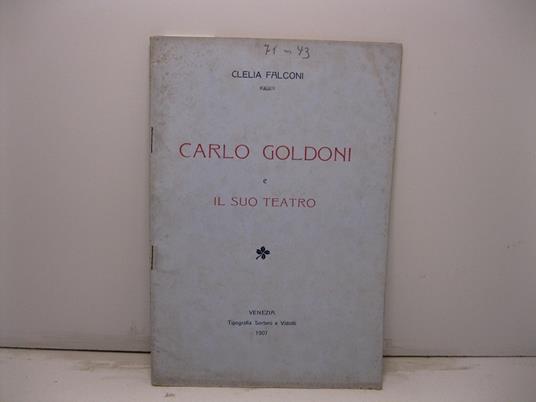 71-43
CLELIA FALCONI
CARLO GOLDONI
e
IL SUO TEATRO
VENEZIA
Tipografia Sorteni e Vidotti
1907